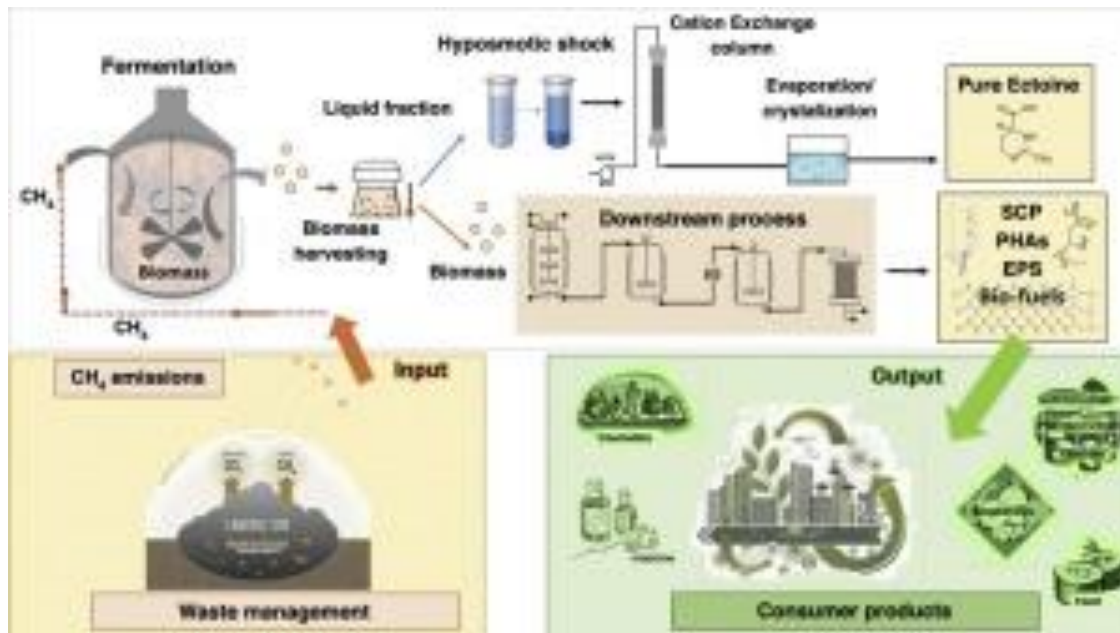 Fermentation
CH₄
Biomass
CH₄
Liquid fraction
Biomass
harvesting
Biomass
Hyposmotic shock
Cation Exchange
column
Evaporation/
crystalization
Pure Ectoine
Downstream process
SCP
PHAs
EPS
Bio-fuels
CH₄ emissions
Input
Waste management
Output
Consumer products